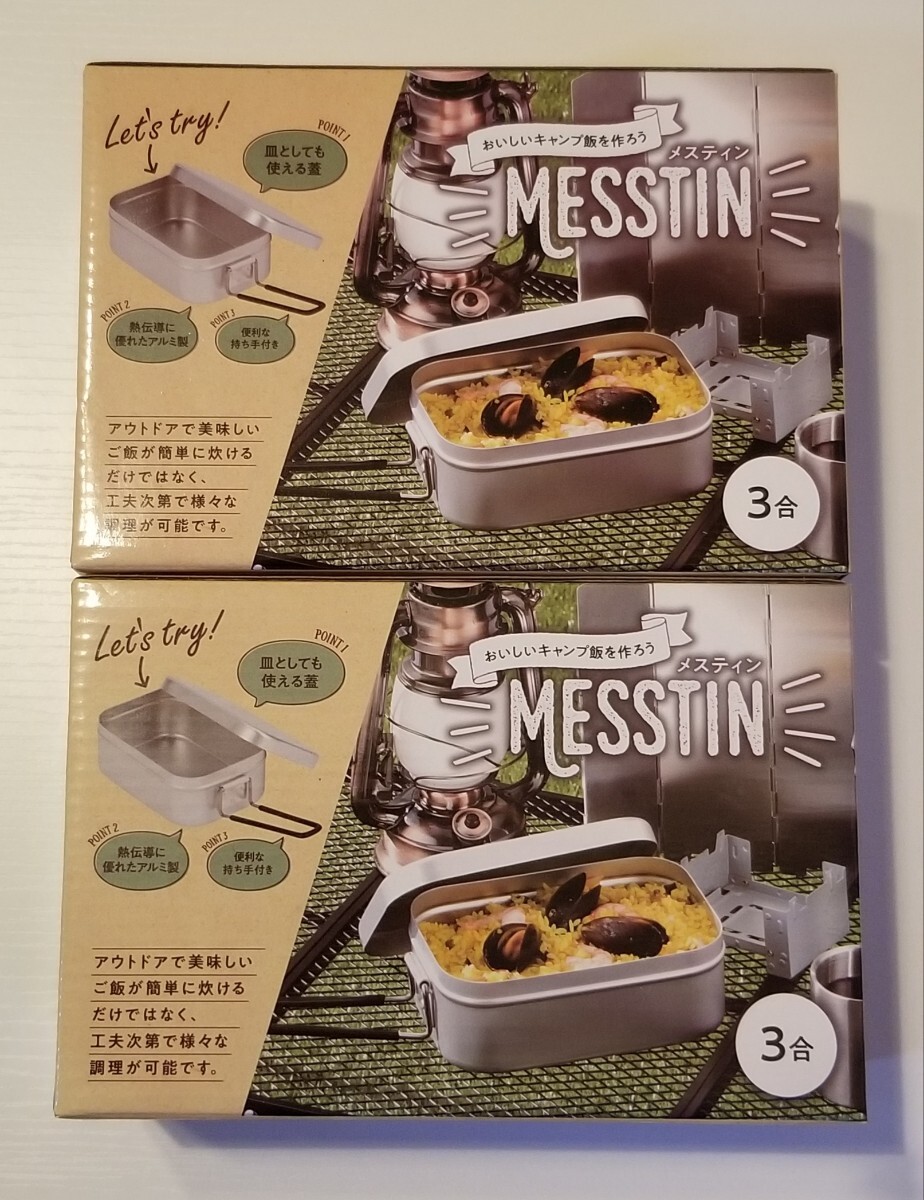 Let's try!
POINT 1
皿としても
使える蓋
POINT 2
熱伝導に
優れたアルミ製
POINT 3
便利な
持ち手付き
アウトドアで美味しい
ご飯が簡単に炊ける
だけではなく、
工夫次第で様々な
調理が可能です。
おいしいキャンプ飯を作ろう
メスティン
MESSTIN
3合
Let's try!
POINT 1
皿としても
使える蓋
POINT 2
熱伝導に
優れたアルミ製
POINT 3
便利な
持ち手付き
アウトドアで美味しい
ご飯が簡単に炊ける
だけではなく、
工夫次第で様々な
調理が可能です。
おいしいキャンプ飯を作ろう
メスティン
MESSTIN
3合